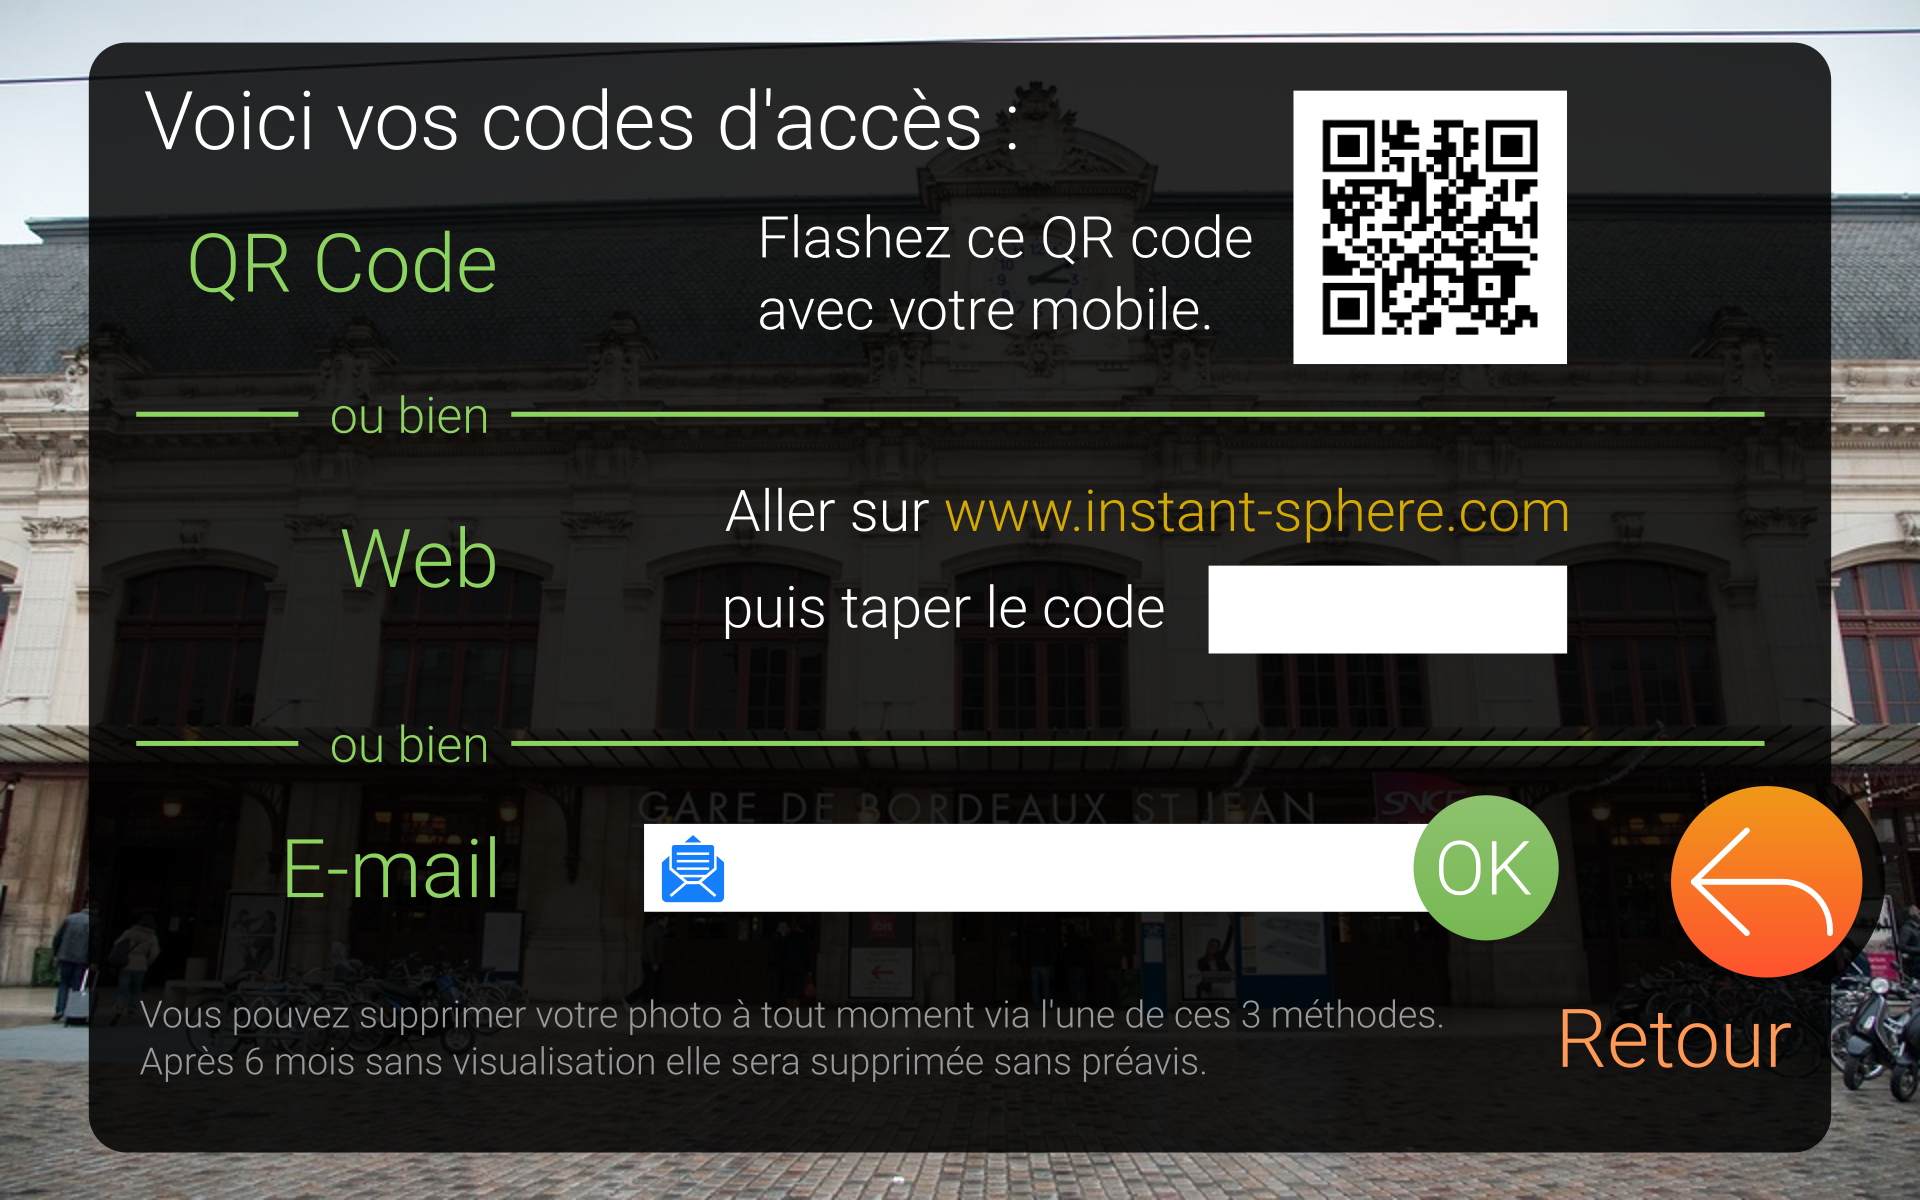 Voici vos codes d'accès :
QR Code
Flashez ce QR code
avec votre mobile.
ou bien
Web
Aller sur www.instant-sphere.com
puis taper le code
ou bien
GARE DE BORDEAUX ST JEAN
SNCF
E-mail
OK
Vous pouvez supprimer votre photo à tout moment via l'une de ces 3 méthodes.
Après 6 mois sans visualisation elle sera supprimée sans préavis.
Retour